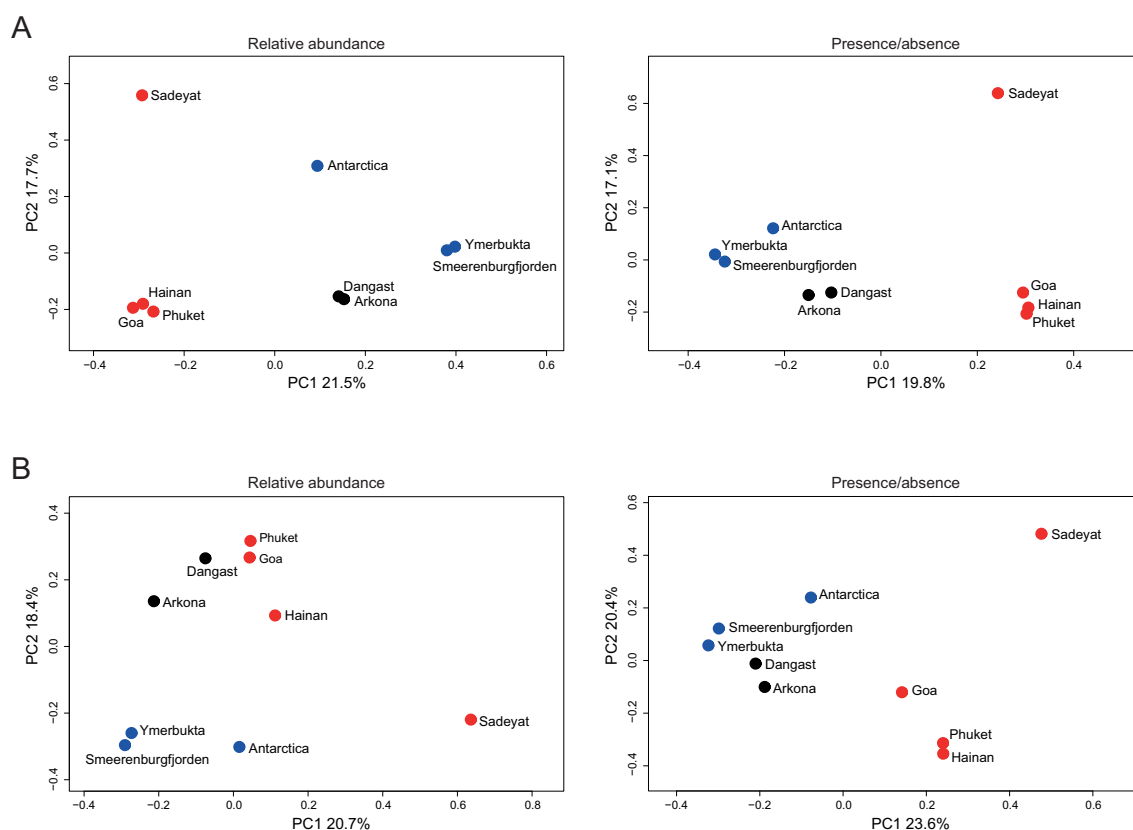 A
Relative abundance
PC2 17.7%
0.6
0.4
0.2
0.0
−0.2
Sadeyat
Antarctica
Ymerbukta
Smeerenburgfjorden
Dangast
Arkona
Hainan
Goa
Phuket
−0.4
−0.2
0.0
0.2
0.4
0.6
PC1 21.5%
Presence/absence
PC2 17.1%
0.6
0.4
0.2
0.0
−0.2
Sadeyat
Antarctica
Ymerbukta
Smeerenburgfjorden
Dangast
Arkona
Goa
Hainan
Phuket
−0.4
−0.2
0.0
0.2
0.4
PC1 19.8%
B
Relative abundance
PC2 18.4%
0.4
0.2
0.0
−0.2
−0.4
Phuket
Goa
Dangast
Arkona
Hainan
Sadeyat
Ymerbukta
Smeerenburgfjorden
Antarctica
−0.4
−0.2
0.0
0.2
0.4
0.6
0.8
PC1 20.7%
Presence/absence
PC2 20.4%
0.6
0.4
0.2
0.0
−0.2
−0.4
Sadeyat
Antarctica
Smeerenburgfjorden
Ymerbukta
Dangast
Arkona
Goa
Phuket
Hainan
−0.4
−0.2
0.0
0.2
0.4
0.6
PC1 23.6%